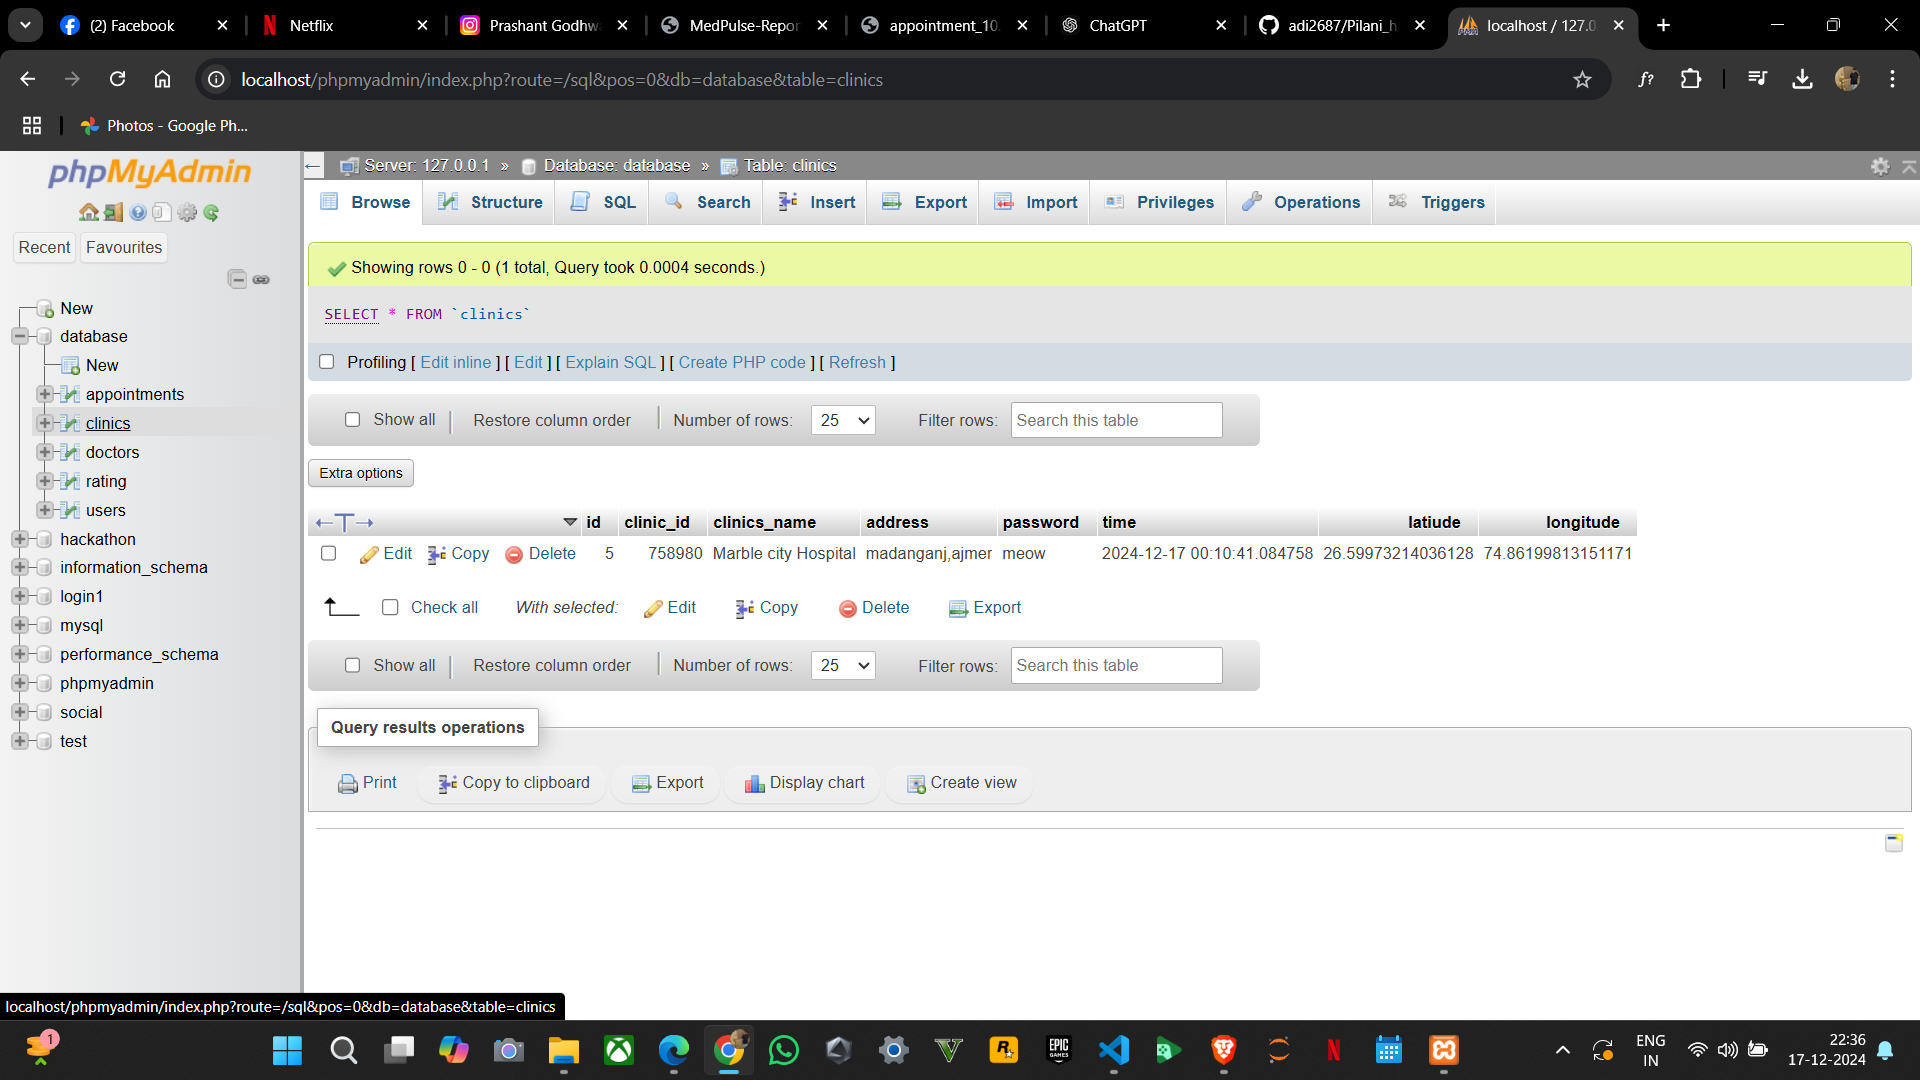 (2) Facebook
Netflix
Prashant Godhwa
MedPulse-Repor
appointment_10.
ChatGPT
adi2687/Pilani_h
localhost / 127.0
localhost/phpmyadmin/index.php?route=/sql&pos=0&db=database&table=clinics
f?
Photos - Google Ph...
phpMyAdmin
Recent
Favourites
New
database
New
appointments
clinics
doctors
rating
users
hackathon
information_schema
login1
mysql
performance_schema
phpmyadmin
social
test
Server: 127.0.0.1 » Database: database » Table: clinics
Browse Structure SQL Search Insert Export Import Privileges Operations Triggers
Showing rows 0 - 0 (1 total, Query took 0.0004 seconds.)
SELECT * FROM `clinics`
Profiling [ Edit inline ] [ Edit ] [ Explain SQL ] [ Create PHP code ] [ Refresh ]
Show all Restore column order Number of rows: 25 Filter rows: Search this table
Extra options
←T→ id clinic_id clinics_name address password time latiude longitude
Edit Copy Delete 5 758980 Marble city Hospital madanganj,ajmer meow 2024-12-17 00:10:41.084758 26.59973214036128 74.86199813151171
Check all With selected: Edit Copy Delete Export
Show all Restore column order Number of rows: 25 Filter rows: Search this table
Query results operations
Print Copy to clipboard Export Display chart Create view
localhost/phpmyadmin/index.php?route=/sql&pos=0&db=database&table=clinics
1
EPIC
GAMES
ENG
IN
22:36
17-12-2024